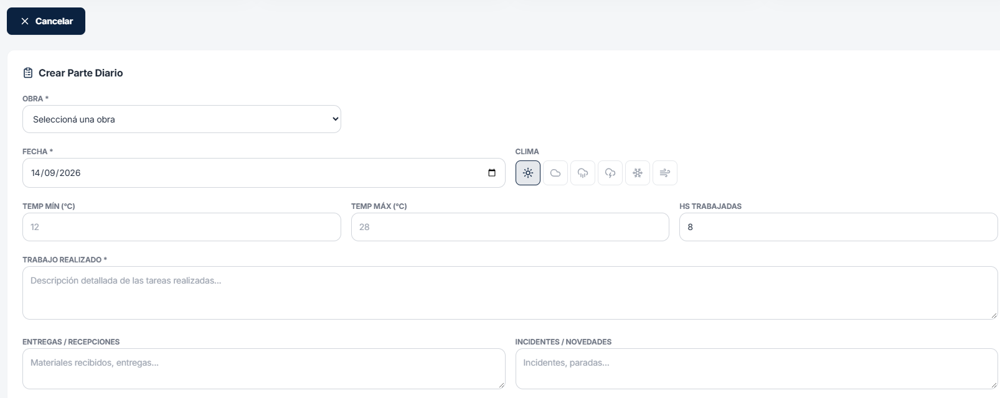 Cancelar
Crear Parte Diario
OBRA *
Seleccioná una obra
FECHA *
CLIMA
14/09/2026
TEMP MÍN (°C)
TEMP MÁX (°C)
HS TRABAJADAS
12
28
8
TRABAJO REALIZADO *
Descripción detallada de las tareas realizadas...
ENTREGAS / RECEPCIONES
INCIDENTES / NOVEDADES
Materiales recibidos, entregas...
Incidentes, paradas...